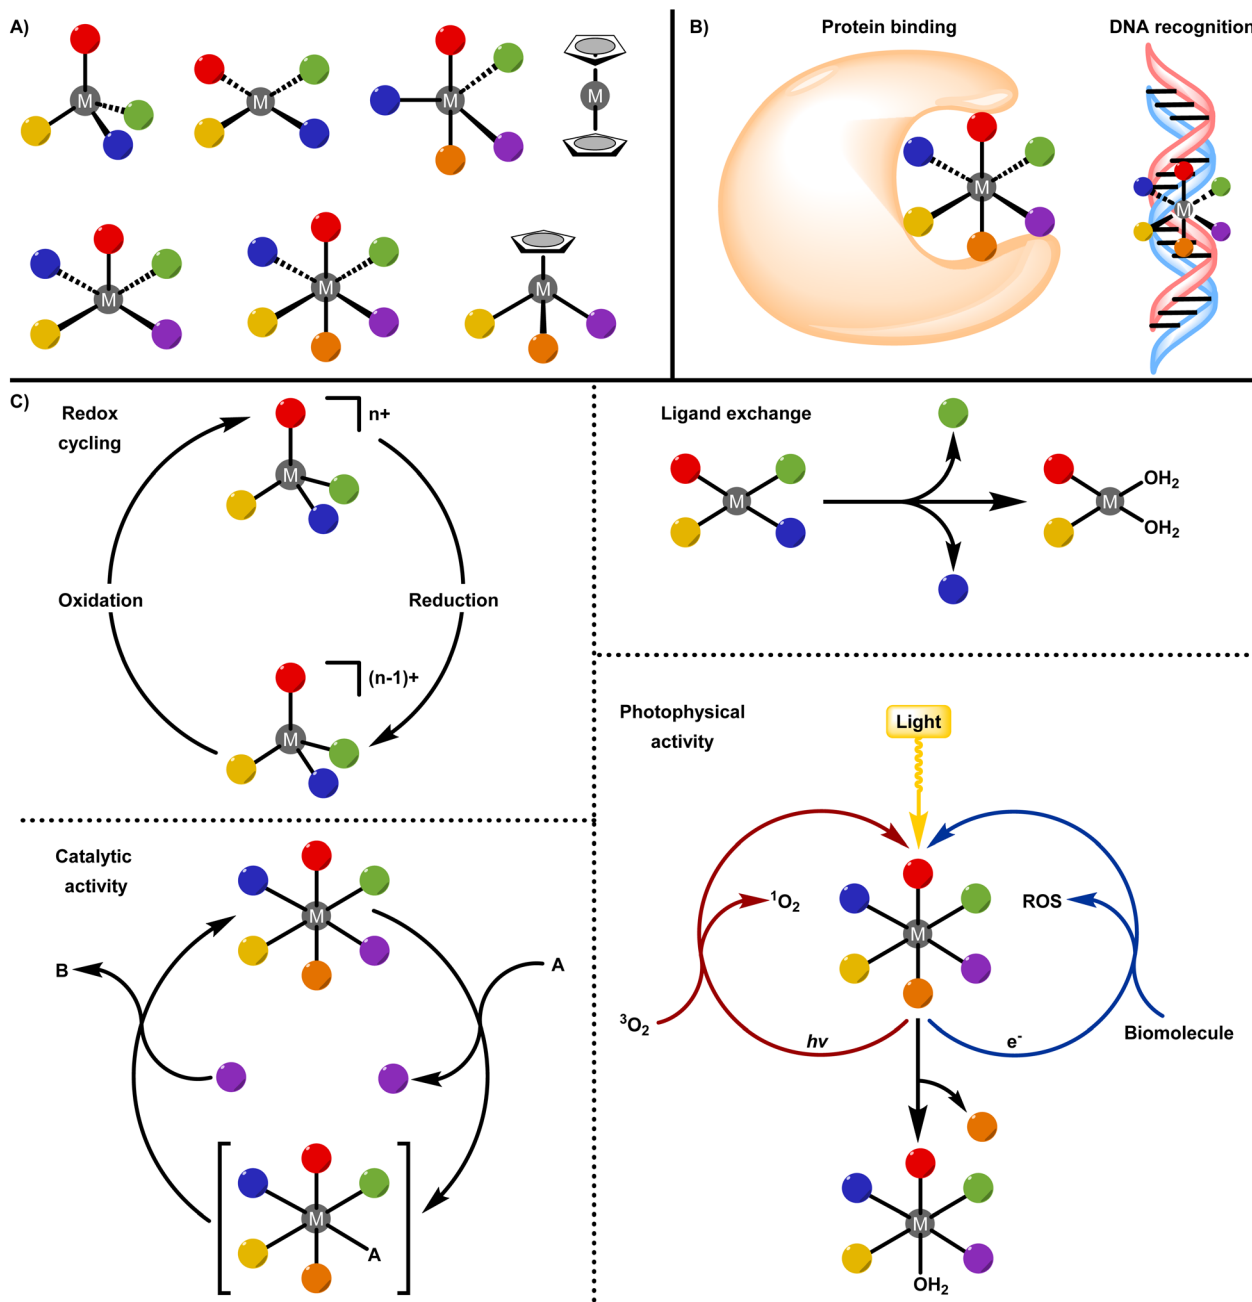 A)
M
M
M
M
M
M
M
B)
Protein binding
DNA recognition
M
M
C)
Redox
cycling
n+
M
Oxidation
Reduction
(n-1)+
M
Ligand exchange
M
M
OH₂
OH₂
Photophysical
activity
Light
¹O₂
ROS
M
³O₂
hν
e⁻
Biomolecule
M
OH₂
Catalytic
activity
M
B
A
M
A